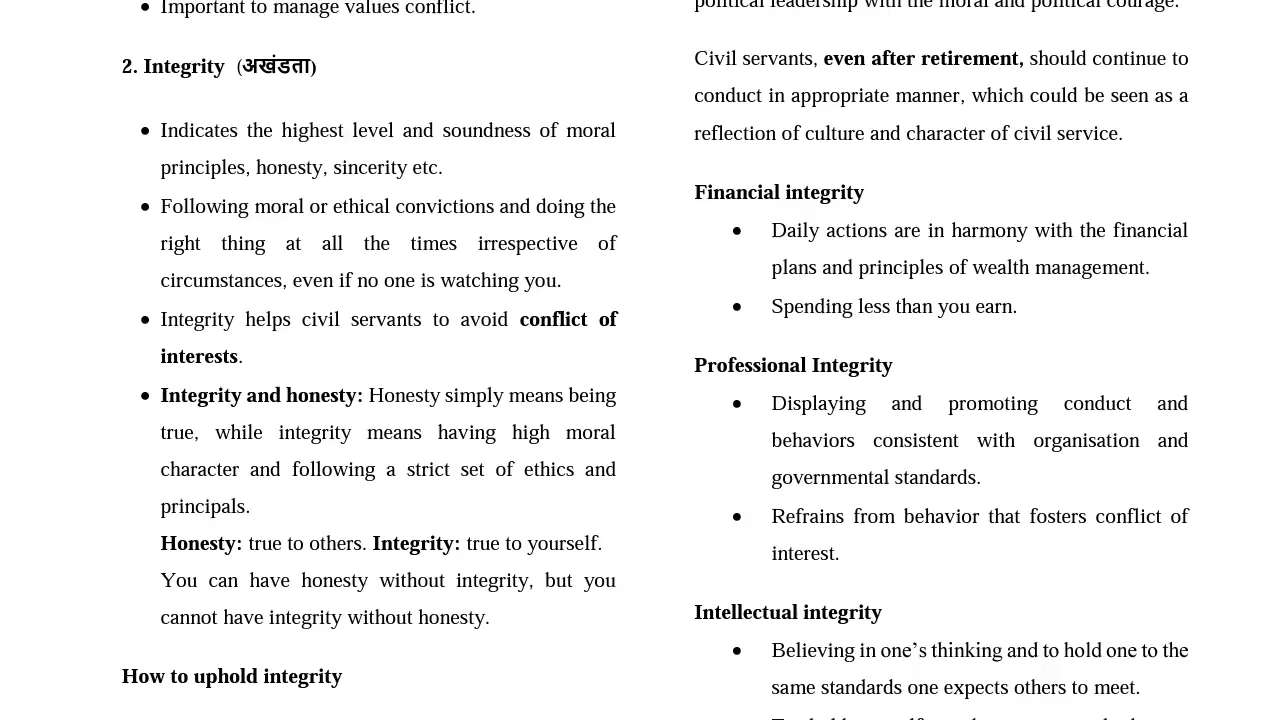 • Important to manage values conflict.
2. Integrity (अखंडता)
• Indicates the highest level and soundness of moral
principles, honesty, sincerity etc.
• Following moral or ethical convictions and doing the
right thing at all the times irrespective of
circumstances, even if no one is watching you.
• Integrity helps civil servants to avoid conflict of
interests.
• Integrity and honesty: Honesty simply means being
true, while integrity means having high moral
character and following a strict set of ethics and
principals.
Honesty: true to others. Integrity: true to yourself.
You can have honesty without integrity, but you
cannot have integrity without honesty.
How to uphold integrity
political leadership with the moral and political courage.
Civil servants, even after retirement, should continue to
conduct in appropriate manner, which could be seen as a
reflection of culture and character of civil service.
Financial integrity
• Daily actions are in harmony with the financial
plans and principles of wealth management.
• Spending less than you earn.
Professional Integrity
• Displaying and promoting conduct and
behaviors consistent with organisation and
governmental standards.
• Refrains from behavior that fosters conflict of
interest.
Intellectual integrity
• Believing in one’s thinking and to hold one to the
same standards one expects others to meet.